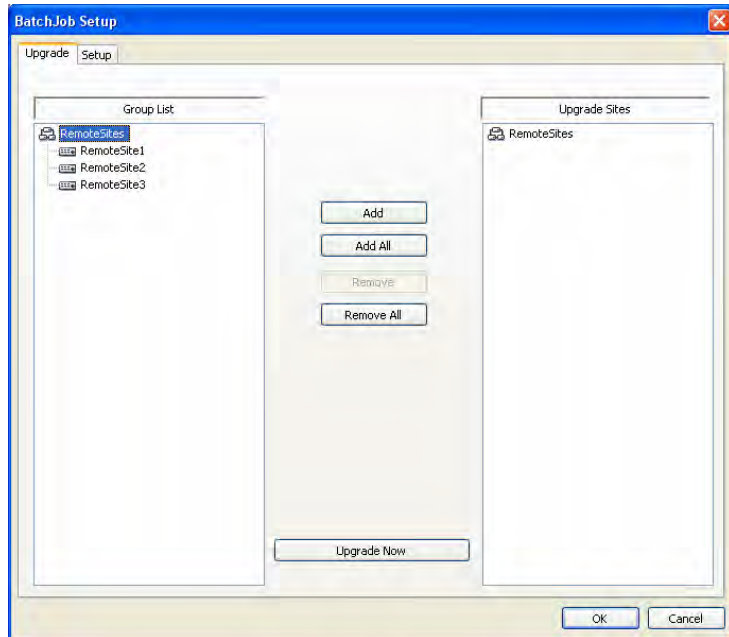 BatchJob Setup
Upgrade Setup
Group List
Upgrade Sites
RemoteSites
RemoteSite1
RemoteSite2
RemoteSite3
RemoteSites
Add
Add All
Remove
Remove All
Upgrade Now
OK Cancel